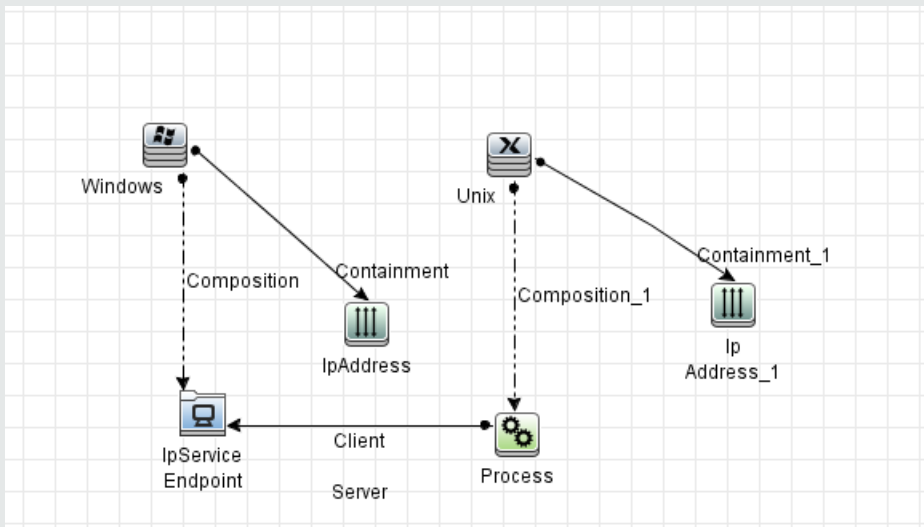 Windows
Unix
Composition
Containment
Composition_1
Containment_1
IpAddress
Ip
Address_1
IpService
Endpoint
Client
Server
Process